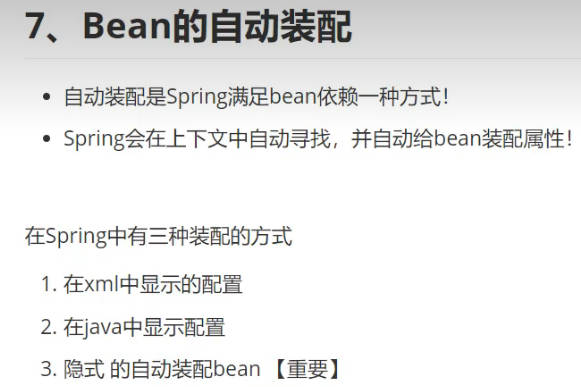 7、Bean的自动装配
自动装配是Spring满足bean依赖一种方式！
Spring会在上下文中自动寻找，并自动给bean装配属性！
在Spring中有三种装配的方式
1. 在xml中显示的配置
2. 在java中显示配置
3. 隐式 的自动装配bean 【重要】